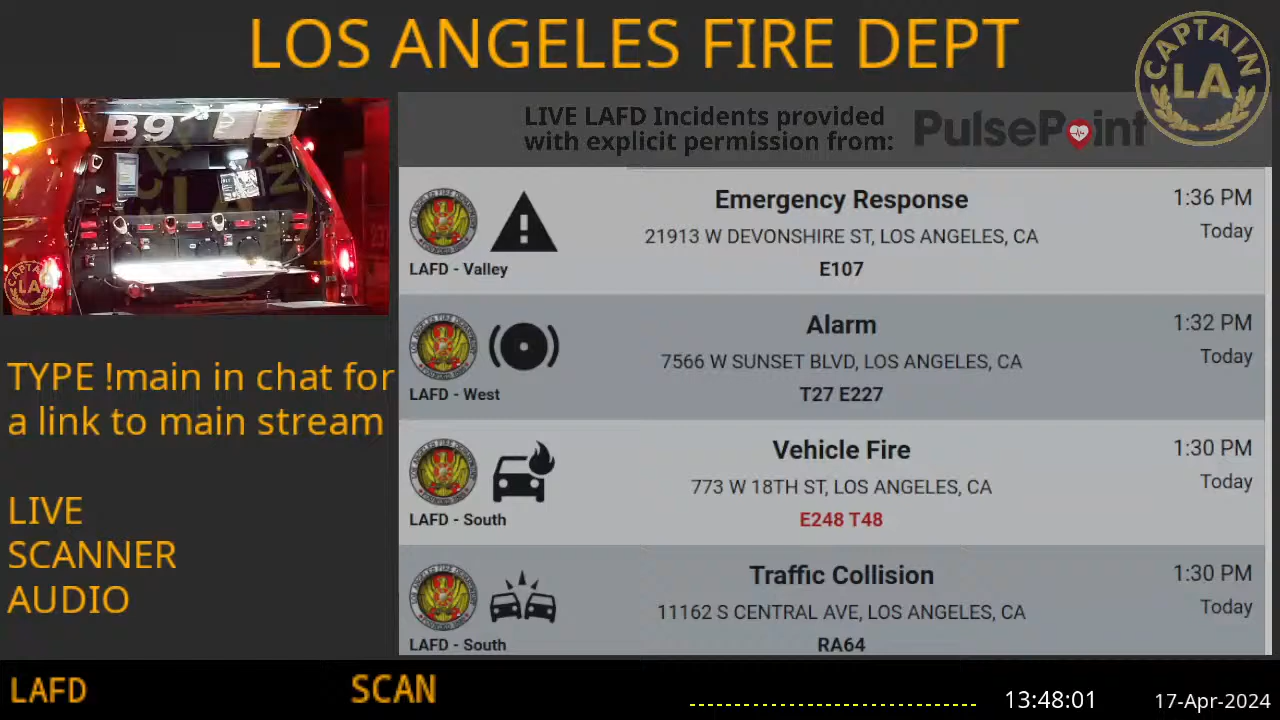 LOS ANGELES FIRE DEPT
CAPTAIN
LA
B9
LIVE LAFD Incidents provided
with explicit permission from:
PulsePoint
Emergency Response
1:36 PM
21913 W DEVONSHIRE ST, LOS ANGELES, CA
Today
LAFD - Valley
E107
Alarm
1:32 PM
7566 W SUNSET BLVD, LOS ANGELES, CA
Today
LAFD - West
T27 E227
Vehicle Fire
1:30 PM
773 W 18TH ST, LOS ANGELES, CA
Today
LAFD - South
E248 T48
Traffic Collision
1:30 PM
11162 S CENTRAL AVE, LOS ANGELES, CA
Today
LAFD - South
RA64
CAPTAIN
LA
TYPE !main in chat for
a link to main stream
LIVE
SCANNER
AUDIO
LAFD
SCAN
13:48:01
17-Apr-2024